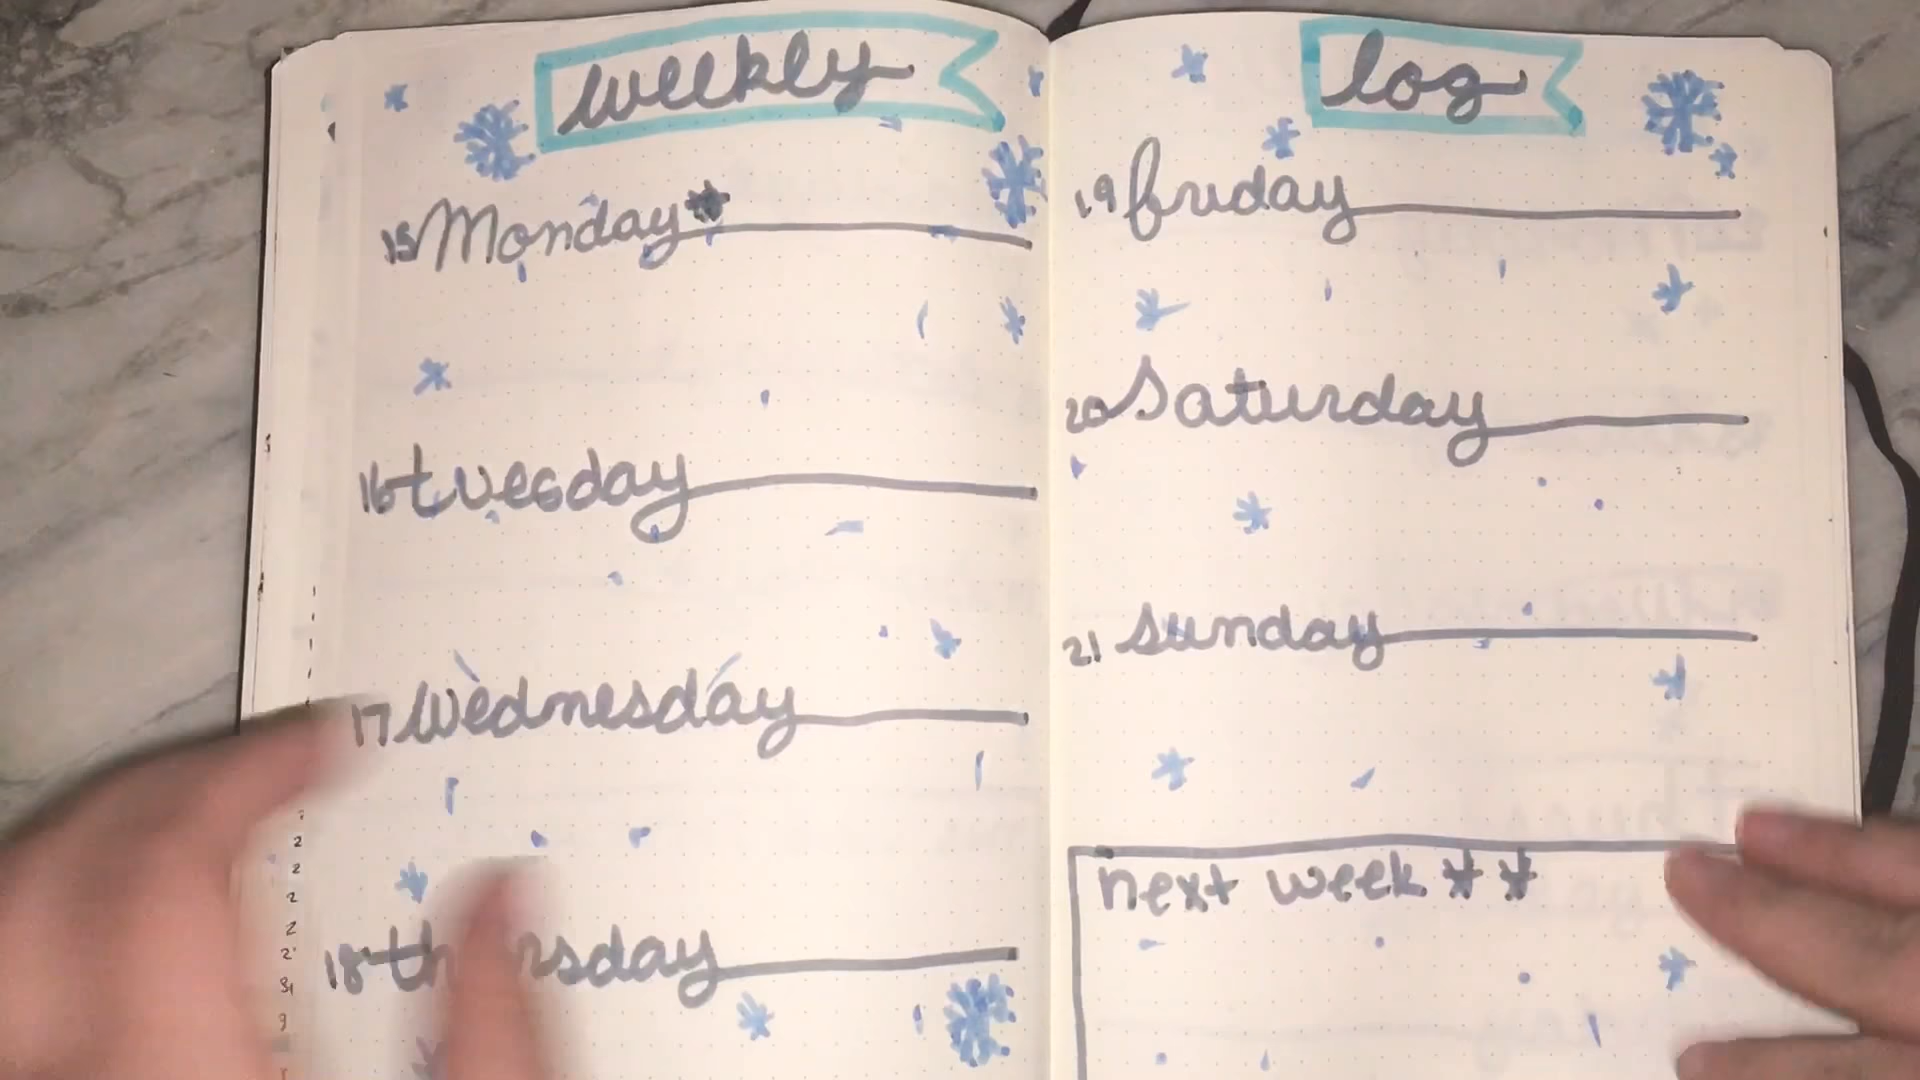 weekly
15 Monday
16 tuesday
17 Wednesday
18 thursday
log
19 friday
20 Saturday
21 sunday
next week